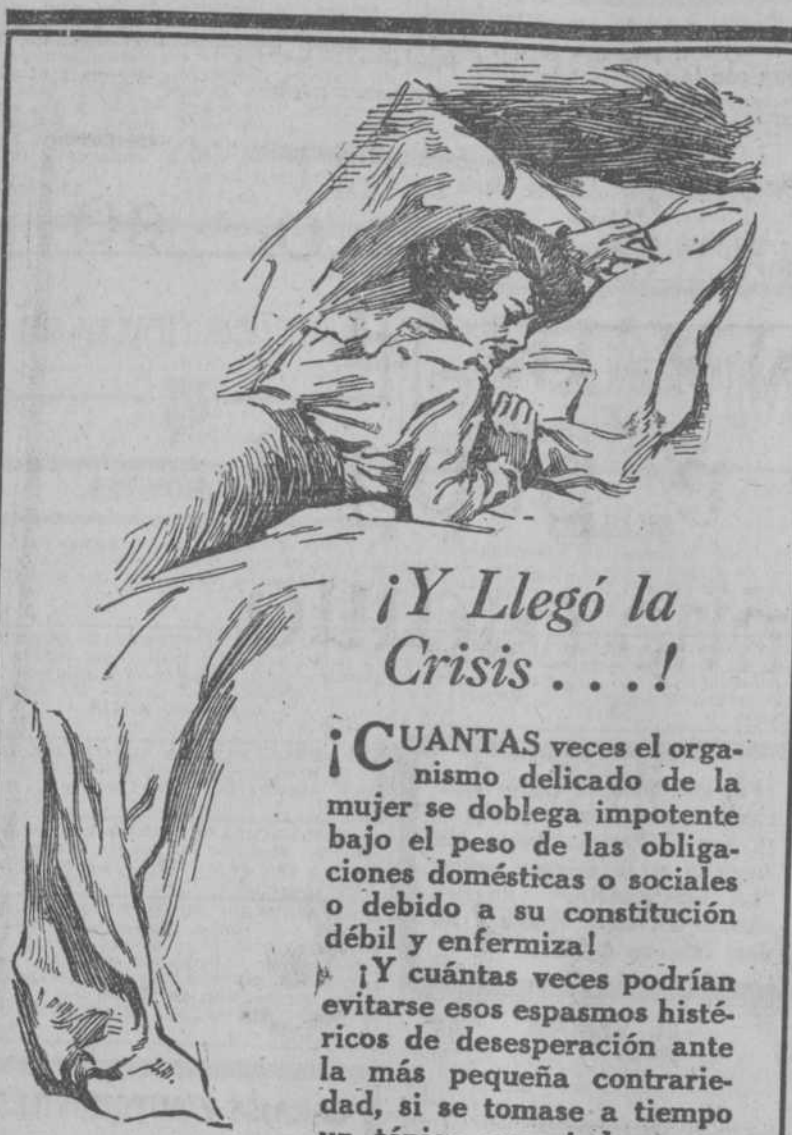 ¡Y Llegó la
Crisis . . . !
¡CUANTAS veces el orga-
nismo delicado de la
mujer se doblega impotente
bajo el peso de las obliga-
ciones domésticas o sociales
o debido a su constitución
débil y enfermiza!
¡Y cuántas veces podrían
evitarse esos espasmos histé-
ricos de desesperación ante
la más pequeña contrarie-
dad, si se tomase a tiempo
un tónico